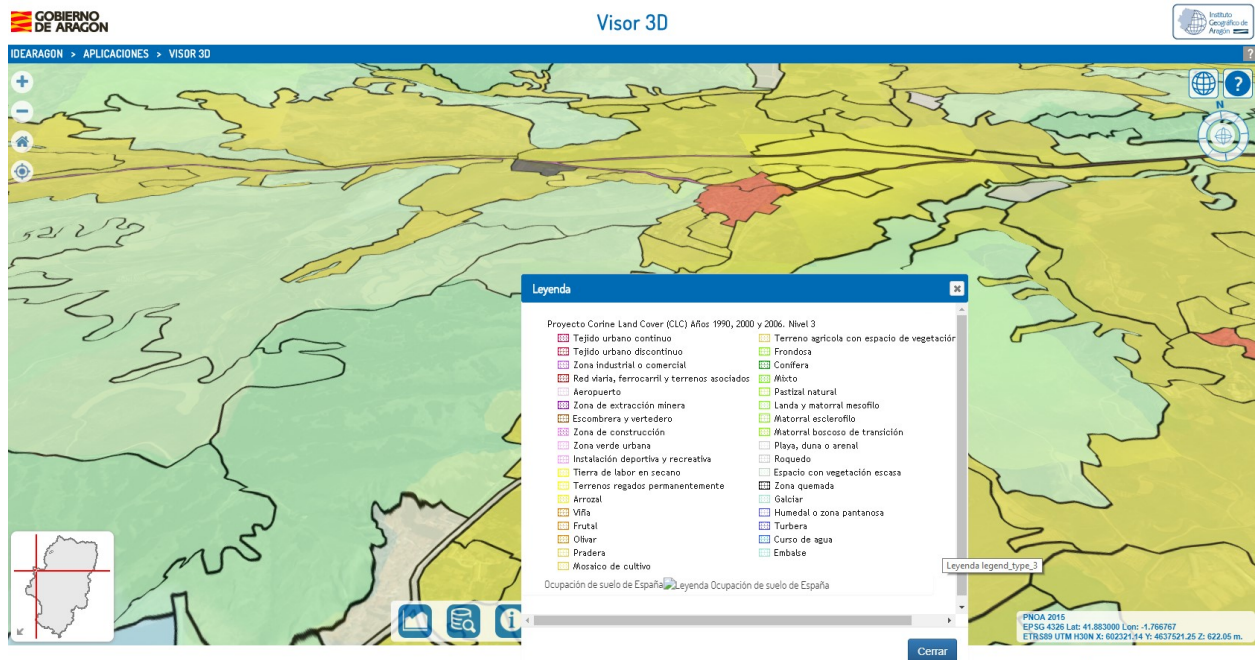 GOBIERNO
DE ARAGON
Visor 3D
Instituto
Geográfico de
Aragón
IDEARAGON > APLICACIONES > VISOR 3D
?
+
−
?
N
Leyenda
Proyecto Corine Land Cover (CLC) Años 1990, 2000 y 2006. Nivel 3
Tejido urbano continuo
Tejido urbano discontinuo
Zona industrial o comercial
Red viaria, ferrocarril y terrenos asociados
Aeropuerto
Zona de extracción minera
Escombrera y vertedero
Zona de construcción
Zona verde urbana
Instalación deportiva y recreativa
Tierra de labor en secano
Terrenos regados permanentemente
Arrozal
Viña
Frutal
Olivar
Pradera
Mosaico de cultivo
Terreno agrícola con espacio de vegetación
Frondosa
Conífera
Mixto
Pastizal natural
Landa y matorral mesofilo
Matorral esclerofilo
Matorral boscoso de transición
Playa, duna o arenal
Roquedo
Espacio con vegetación escasa
Zona quemada
Galciar
Humedal o zona pantanosa
Turbera
Curso de agua
Embalse
Ocupación de suelo de España Leyenda Ocupación de suelo de España
Leyenda legend_type_3
i
PNOA 2015
EPSG 4326 Lat: 41.883000 Lon: -1.766767
ETRS89 UTM H30N X: 602321.14 Y: 4637521.25 Z: 622.05 m.
Cerrar